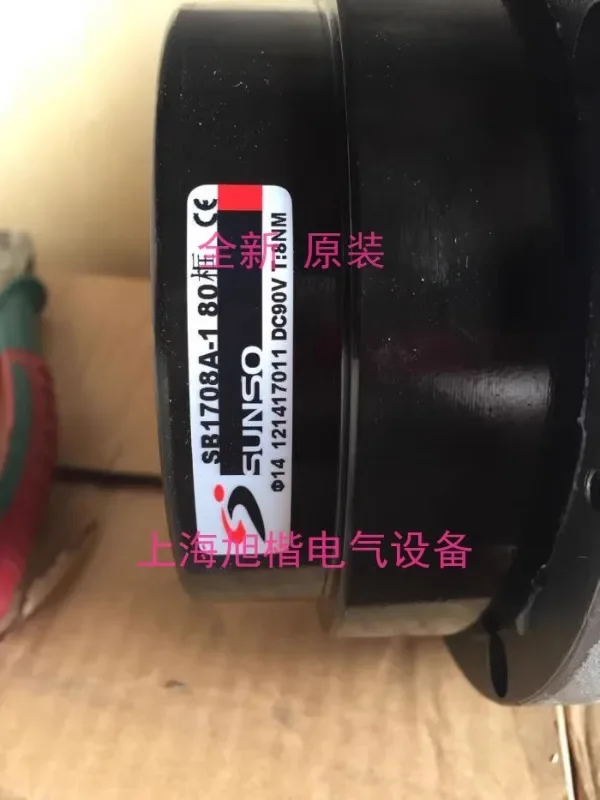 SB1708A-1 80框 CE
SUNSO
Φ14 121417011 DC90V T:8NM
全新 原装
上海旭楷电气设备